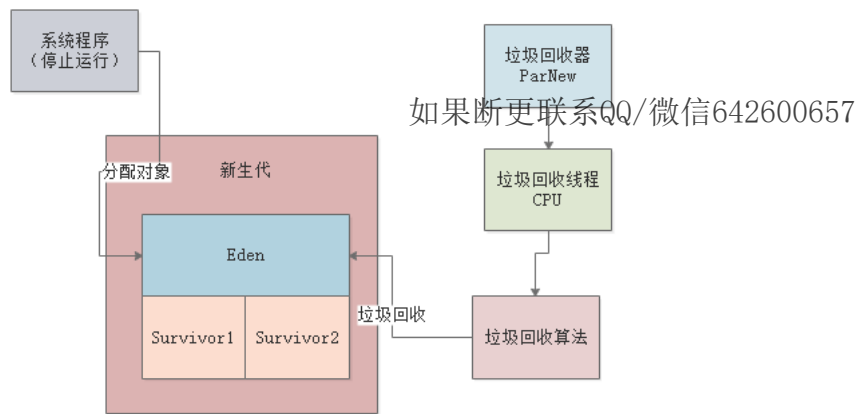 系统程序
（停止运行）
垃圾回收器
ParNew
如果断更联系QQ/微信642600657
分配对象
新生代
垃圾回收线程
CPU
Eden
Survivor1
Survivor2
垃圾回收
垃圾回收算法